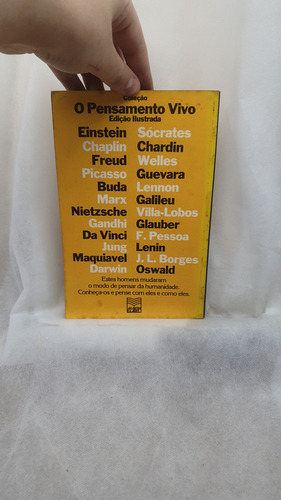 Coleção
O Pensamento Vivo
Edição Ilustrada
Einstein Sócrates
Chaplin Chardin
Freud Welles
Picasso Guevara
Buda Lennon
Marx Galileu
Nietzsche Villa-Lobos
Gandhi Glauber
Da Vinci F. Pessoa
Jung Lenin
Maquiavel J. L. Borges
Darwin Oswald
Estes homens mudaram
o modo de pensar da humanidade.
Conheça-os e pense com eles e como eles.